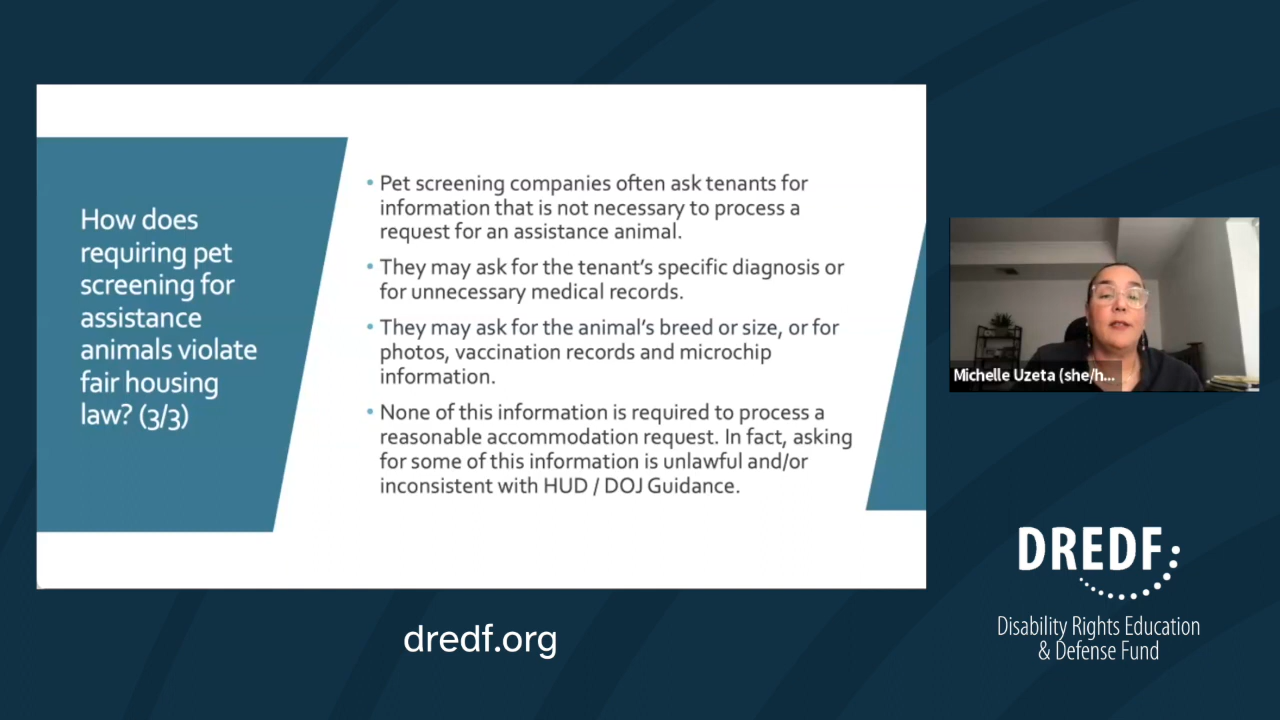 How does
requiring pet
screening for
assistance
animals violate
fair housing
law? (3/3)
• Pet screening companies often ask tenants for
information that is not necessary to process a
request for an assistance animal.
• They may ask for the tenant's specific diagnosis or
for unnecessary medical records.
• They may ask for the animal's breed or size, or for
photos, vaccination records and microchip
information.
• None of this information is required to process a
reasonable accommodation request. In fact, asking
for some of this information is unlawful and/or
inconsistent with HUD / DOJ Guidance.
Michelle Uzeta (she/h...
dredf.org
DREDF
Disability Rights Education
& Defense Fund